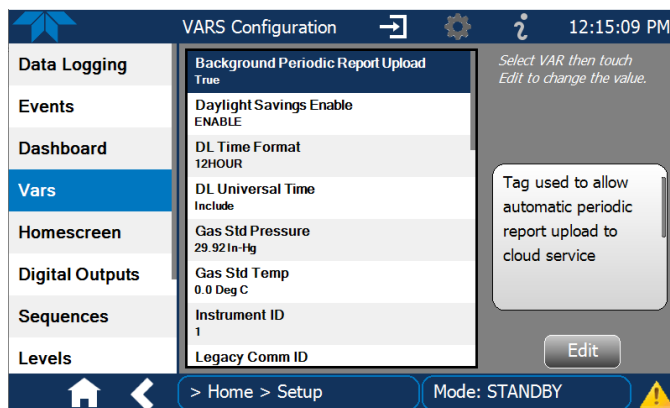 VARS Configuration
12:15:09 PM
Data Logging
Events
Dashboard
Vars
Homescreen
Digital Outputs
Sequences
Levels
Background Periodic Report Upload
True
Daylight Savings Enable
ENABLE
DL Time Format
12HOUR
DL Universal Time
Include
Gas Std Pressure
29.92 In-Hg
Gas Std Temp
0.0 Deg C
Instrument ID
1
Legacy Comm ID
Select VAR then touch
Edit to change the value.
Tag used to allow
automatic periodic
report upload to
cloud service
Edit
> Home > Setup
Mode: STANDBY